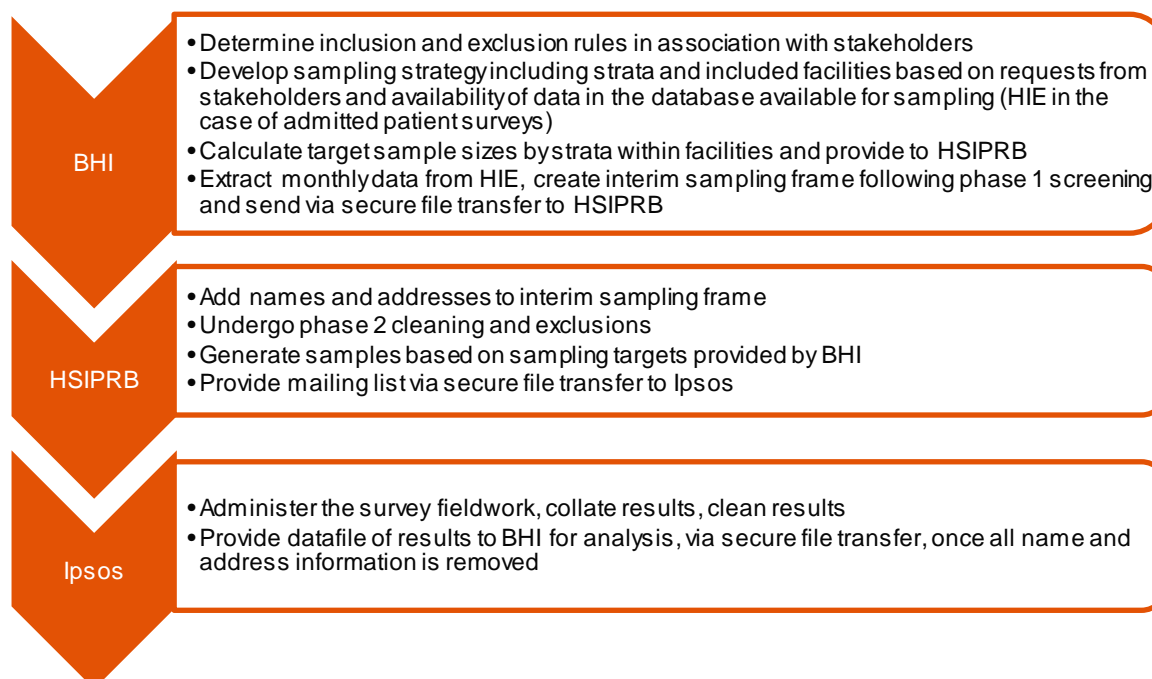 BHI
•Determine inclusion and exclusion rules in association with stakeholders
•Develop sampling strategy including strata and included facilities based on requests from
stakeholders and availability of data in the database available for sampling (HIE in the
case of admitted patient surveys)
•Calculate target sample sizes by strata within facilities and provide to HSIPRB
•Extract monthly data from HIE, create interim sampling frame following phase 1 screening
and send via secure file transfer to HSIPRB
HSIPRB
•Add names and addresses to interim sampling frame
•Undergo phase 2 cleaning and exclusions
•Generate samples based on sampling targets provided by BHI
•Provide mailing list via secure file transfer to Ipsos
Ipsos
•Administer the survey fieldwork, collate results, clean results
•Provide datafile of results to BHI for analysis, via secure file transfer, once all name and
address information is removed